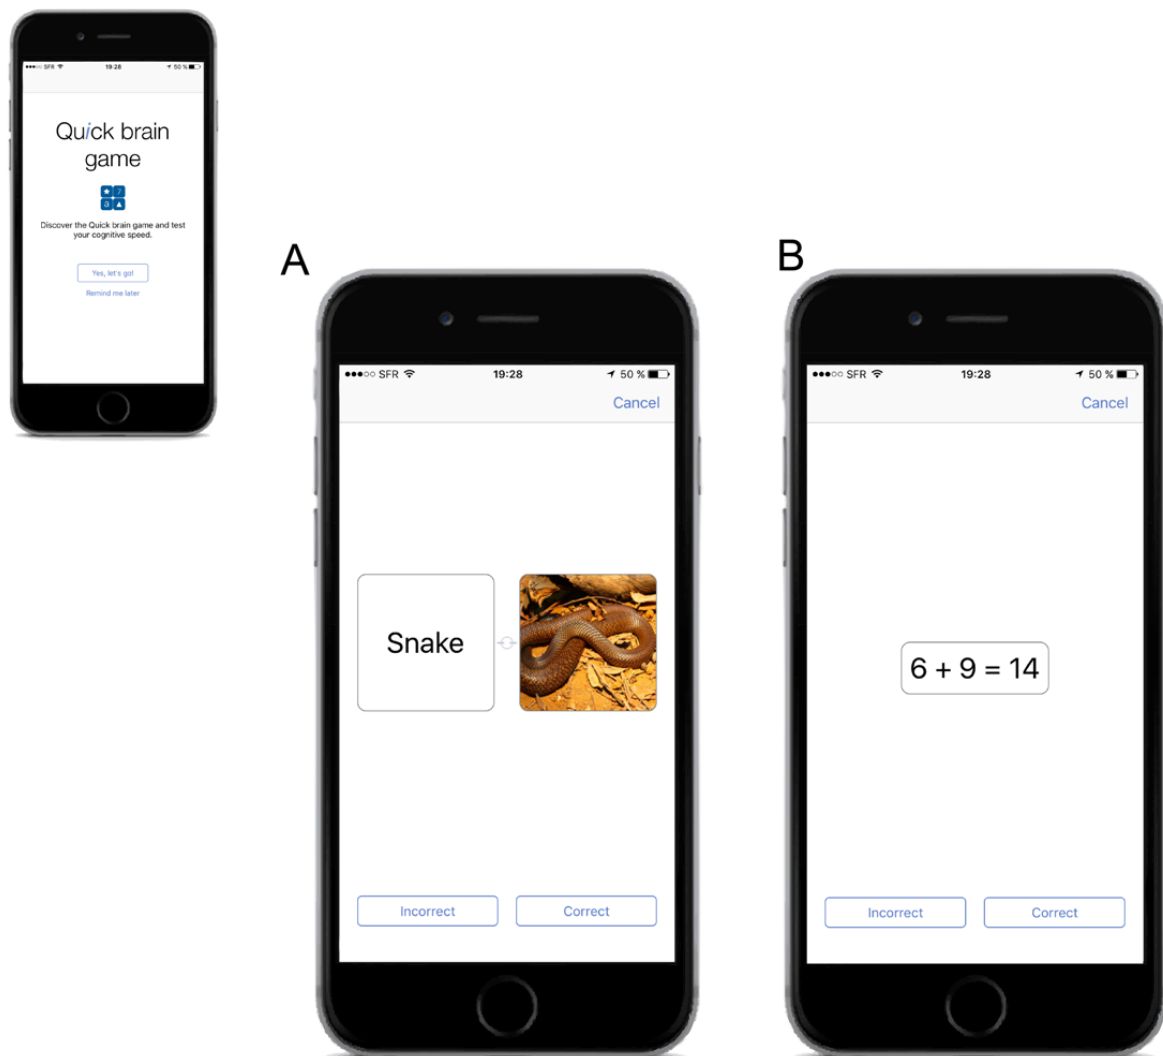 ●●●○○ SFR 19:28 50 %
Quick brain
game
★ 7
a ▲
Discover the Quick brain game and test
your cognitive speed.
Yes, let's go!
Remind me later
A
●●●○○ SFR 19:28 50 %
Cancel
Snake
Incorrect Correct
B
●●●○○ SFR 19:28 50 %
Cancel
6 + 9 = 14
Incorrect Correct